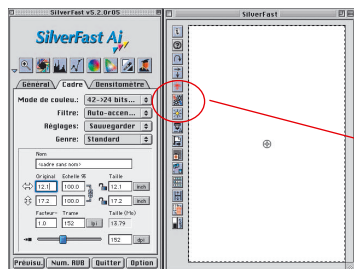 SilverFast v5.2.0r05
SilverFast
SilverFast Ai
Général
Cadre
Densitomètre
Mode de couleu.: 42->24 bits...
Filtre: Auto-accen...
Réglages: Sauvegarder
Genre: Standard
Nom
<cadre sans nom>
Original Echelle % Taille
12.1 100.0 12.1 inch
17.2 100.0 17.2 inch
Facteur- Trame Taille (Mo)
1.0 152 lpi 13.79
152 dpi
Prévisu. Num. RVB Quitter Option